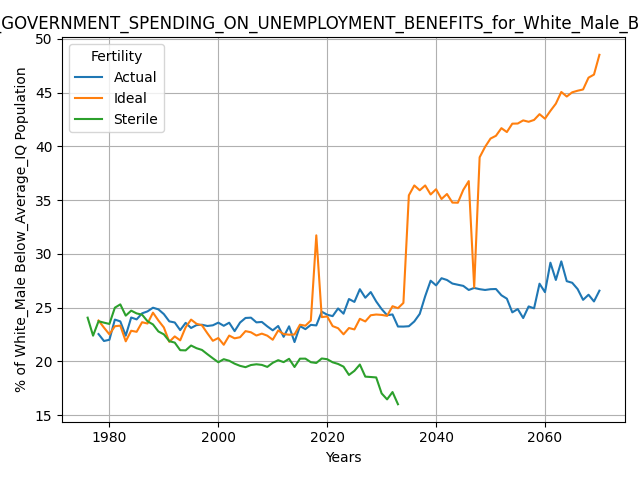 _GOVERNMENT_SPENDING_ON_UNEMPLOYMENT_BENEFITS_for_White_Male_B
Fertility
Actual
Ideal
Sterile
% of White_Male Below_Average_IQ Population
50
45
40
35
30
25
20
15
1980
2000
2020
2040
2060
Years